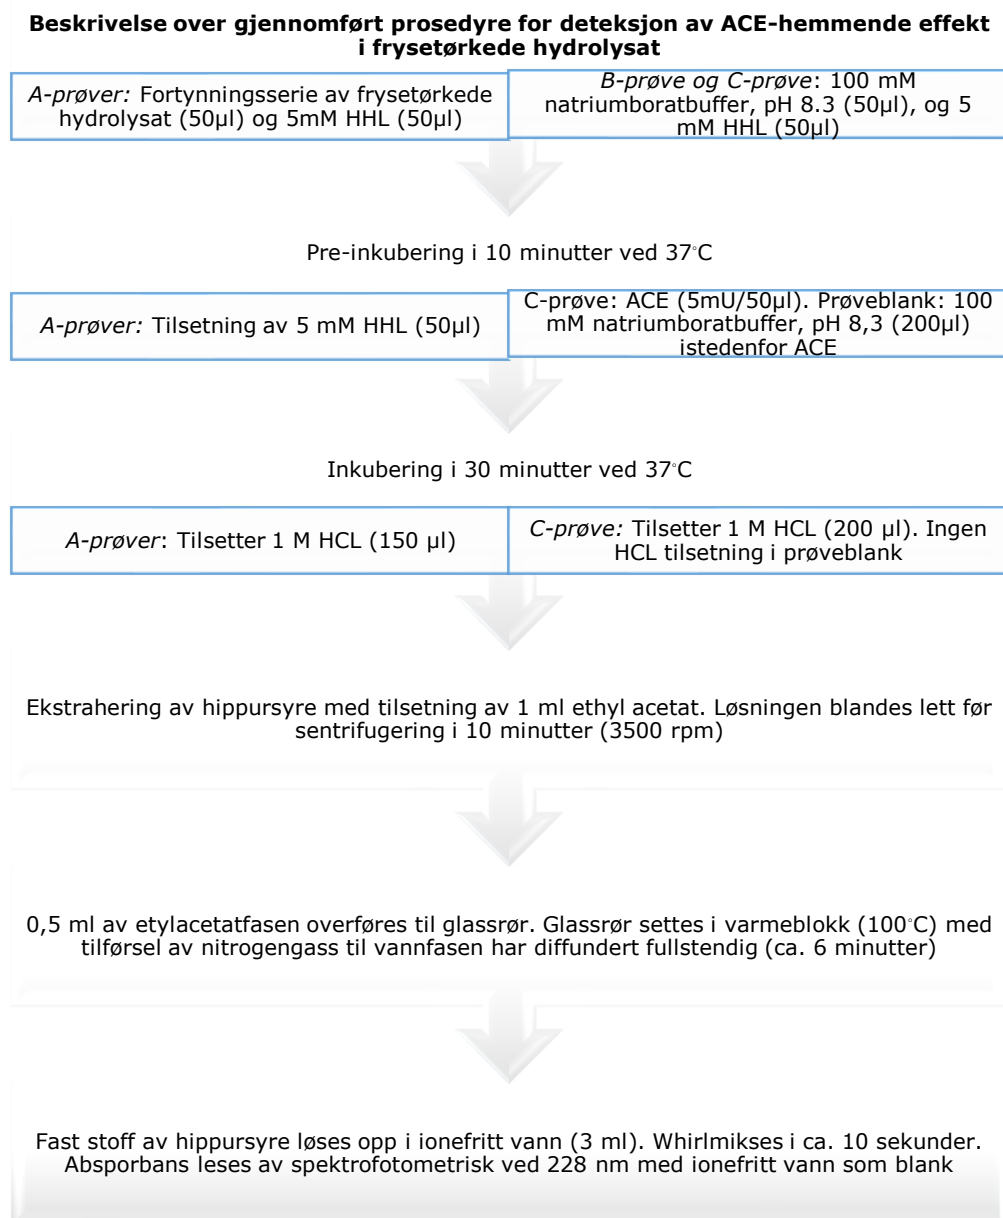 Beskrivelse over gjennomført prosedyre for deteksjon av ACE-hemmende effekt
i frysetørkede hydrolysat
A-prøver: Fortynningsserie av frysetørkede
hydrolysat (50µl) og 5mM HHL (50µl)
B-prøve og C-prøve: 100 mM
natriumboratbuffer, pH 8.3 (50µl), og 5
mM HHL (50µl)
Pre-inkubering i 10 minutter ved 37°C
A-prøver: Tilsetning av 5 mM HHL (50µl)
C-prøve: ACE (5mU/50µl). Prøveblank: 100
mM natriumboratbuffer, pH 8,3 (200µl)
istedenfor ACE
Inkubering i 30 minutter ved 37°C
A-prøver: Tilsetter 1 M HCL (150 µl)
C-prøve: Tilsetter 1 M HCL (200 µl). Ingen
HCL tilsetning i prøveblank
Ekstrahering av hippursyre med tilsetning av 1 ml ethyl acetat. Løsningen blandes lett før
sentrifugering i 10 minutter (3500 rpm)
0,5 ml av etylacetatfasen overføres til glassrør. Glassrør settes i varmeblokk (100°C) med
tilførsel av nitrogengass til vannfasen har diffundert fullstendig (ca. 6 minutter)
Fast stoff av hippursyre løses opp i ionefritt vann (3 ml). Whirlmikses i ca. 10 sekunder.
Absporbans leses av spektrofotometrisk ved 228 nm med ionefritt vann som blank